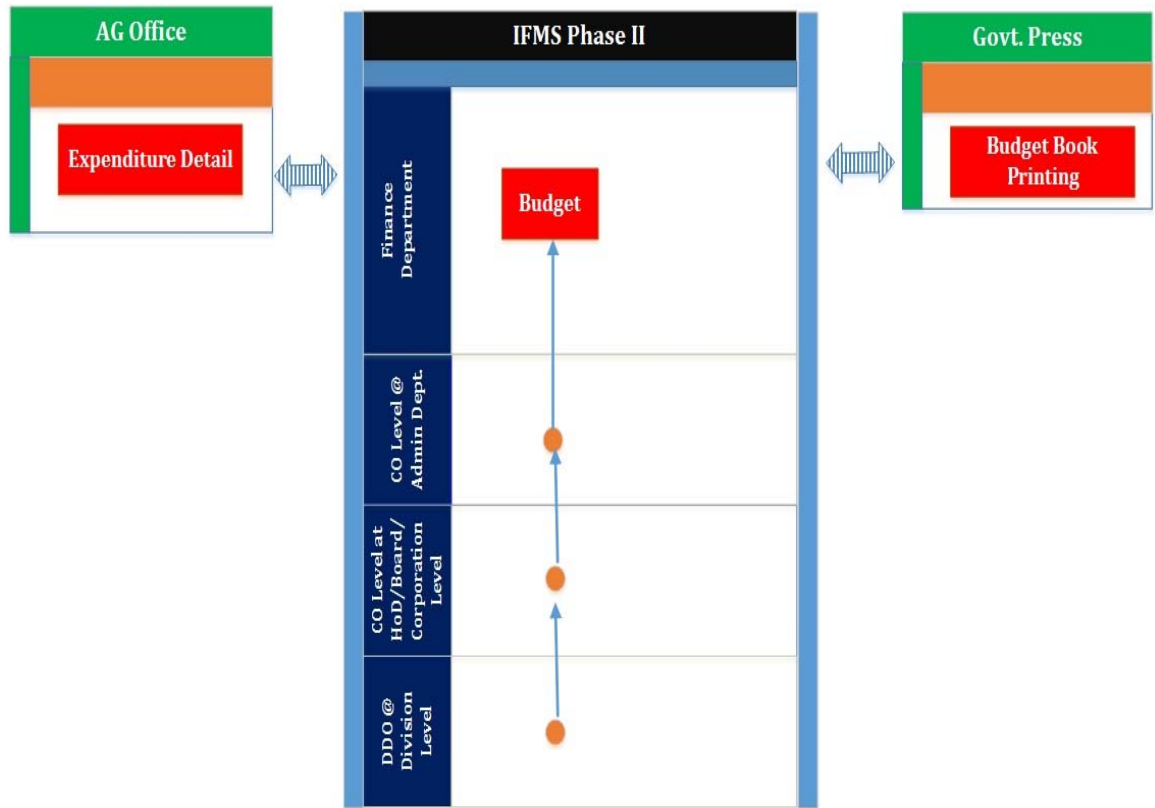 AG Office
Expenditure Detail
IFMS Phase II
Finance
Department
Budget
CO Level @
Admin Dept.
CO Level at
HoD/Board/
Corporation
Level
DDO @
Division
Level
Govt. Press
Budget Book
Printing